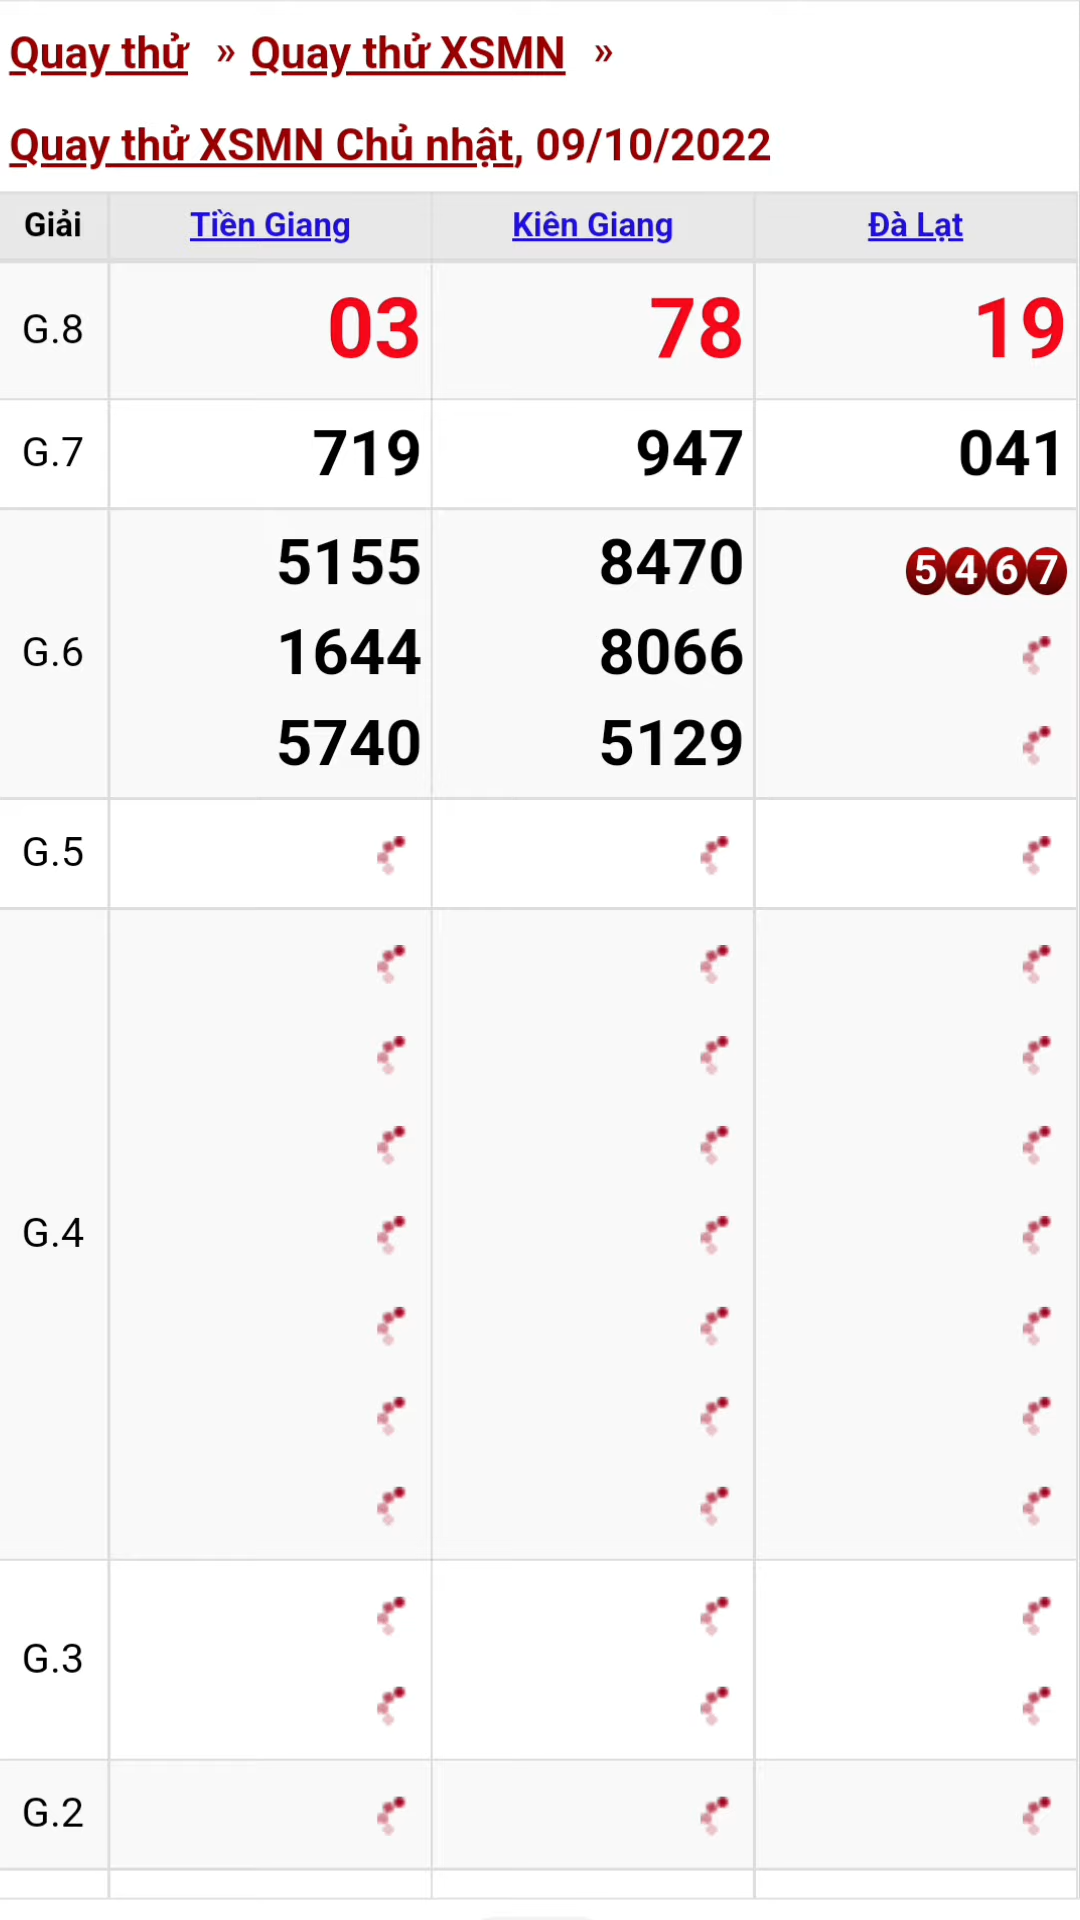 Quay thử » Quay thử XSMN »
Quay thử XSMN Chủ nhật, 09/10/2022
Giải Tiền Giang Kiên Giang Đà Lạt
G.8 03 78 19
G.7 719 947 041
5155 8470 5467
G.6 1644 8066
5740 5129
G.5
G.4
G.3
G.2